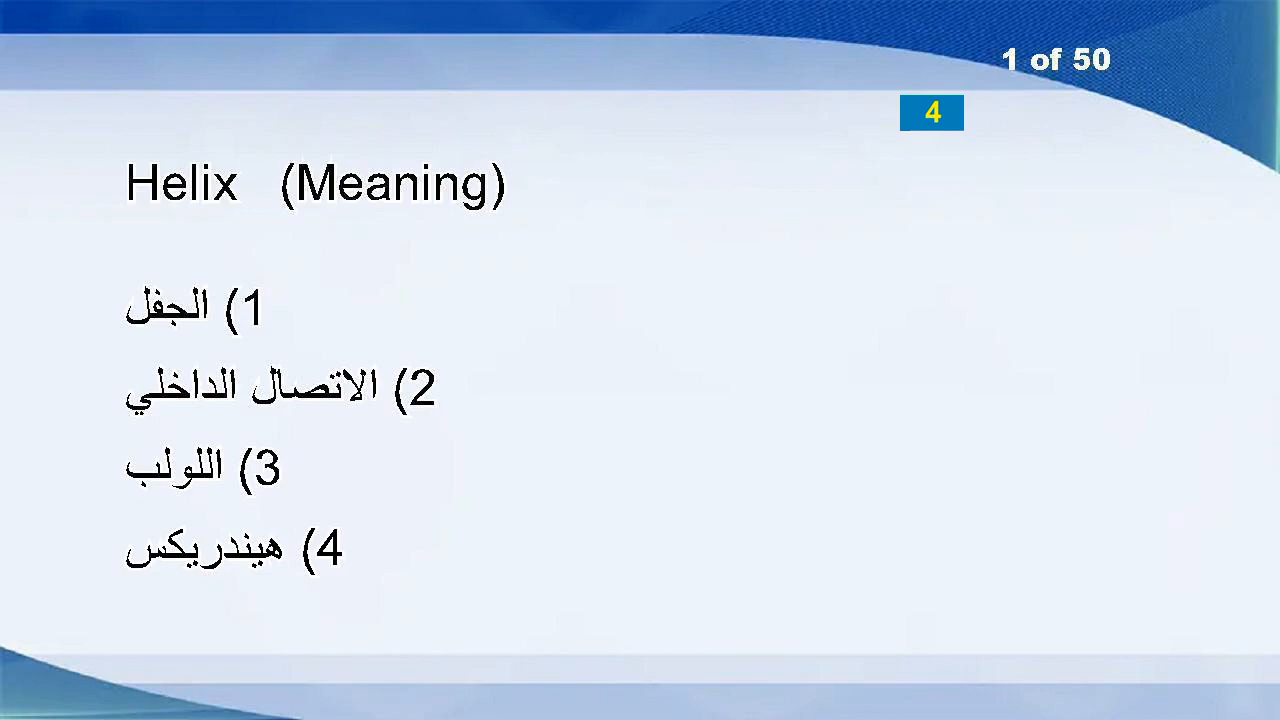 1 of 50
4
Helix (Meaning)
1) الجفل
2) الاتصال الداخلي
3) اللولب
4) هيندريكس